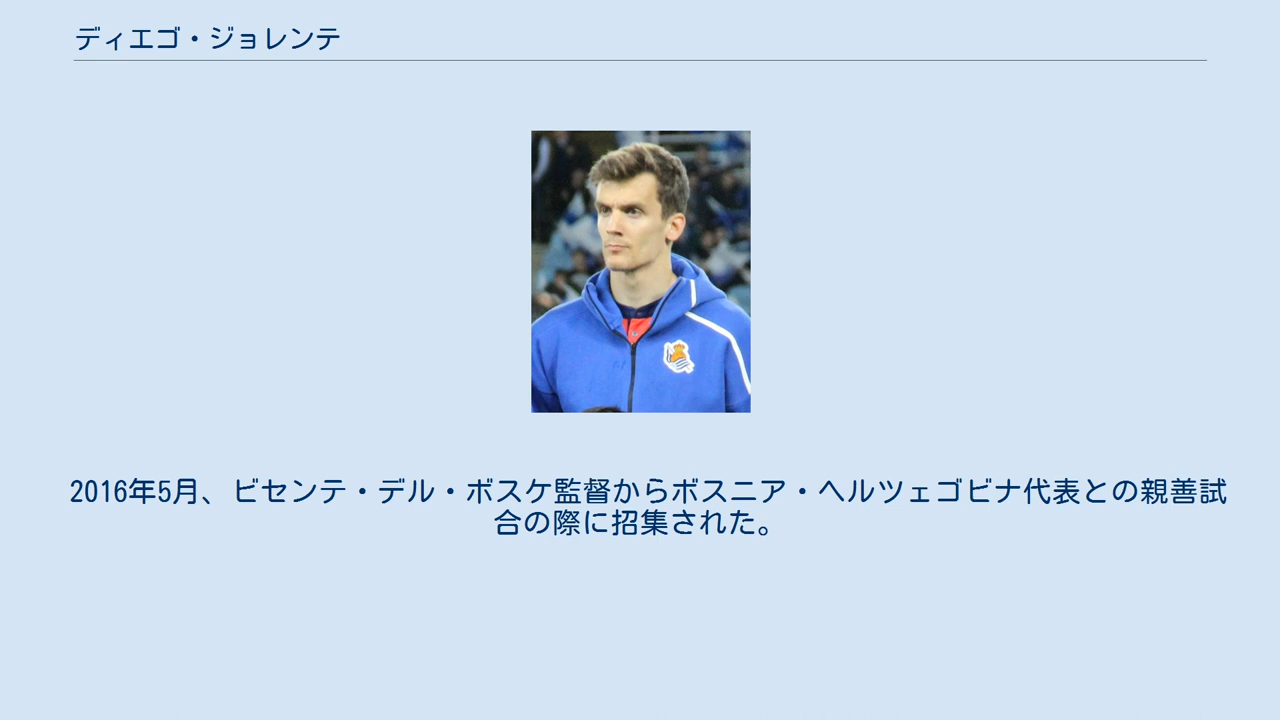 ディエゴ・ジョレンテ
2016年5月、ビセンテ・デル・ボスケ監督からボスニア・ヘルツェゴビナ代表との親善試
合の際に招集された。